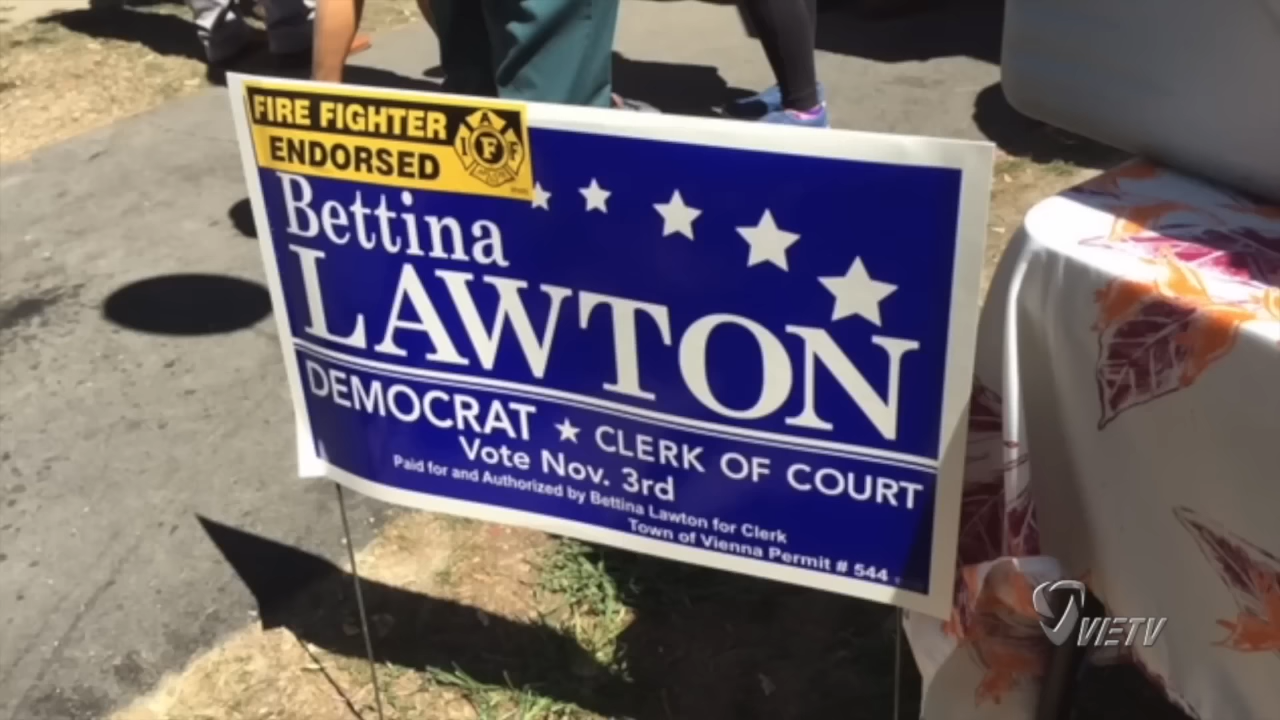 FIRE FIGHTER
ENDORSED
I A F F
F
Bettina
LAWTON
DEMOCRAT ★ CLERK OF COURT
Vote Nov. 3rd
Paid for and Authorized by Bettina Lawton for Clerk
Town of Vienna Permit # 544
VIETV